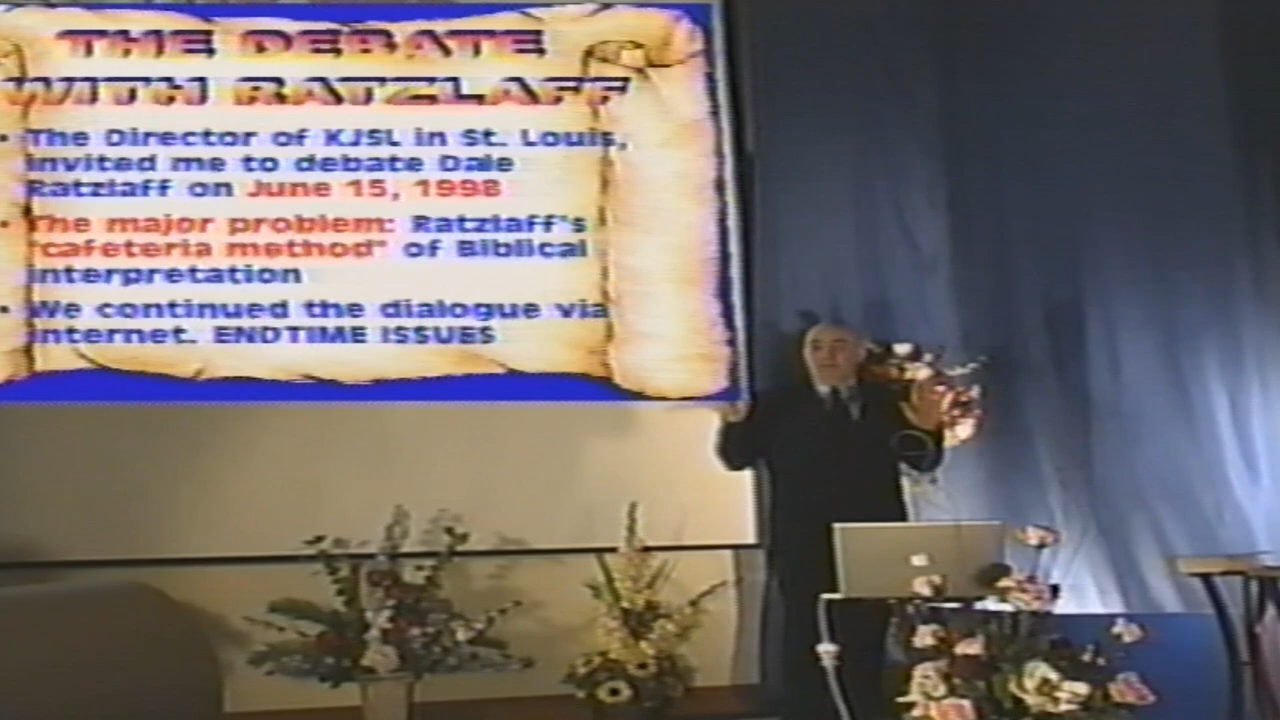 THE DEBATE
WITH RATZLAFF
• The Director of KJSL in St. Louis,
invited me to debate Dale
Ratzlaff on June 15, 1998
• The major problem: Ratzlaff's
"cafeteria method" of Biblical
interpretation
• We continued the dialogue via
internet. ENDTIME ISSUES